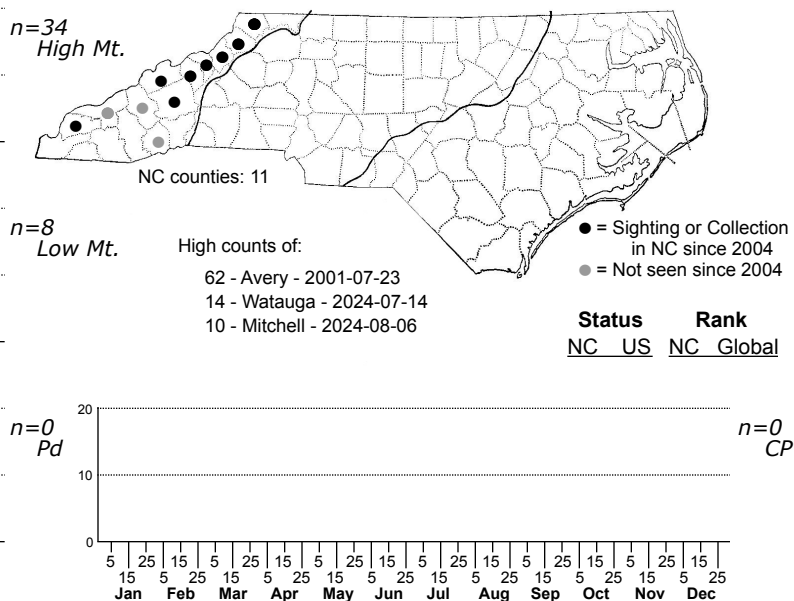 n=34
High Mt.
NC counties: 11
n=8
Low Mt.
High counts of:
62 - Avery - 2001-07-23
14 - Watauga - 2024-07-14
10 - Mitchell - 2024-08-06
● = Sighting or Collection
in NC since 2004
● = Not seen since 2004
Status Rank
NC US NC Global
n=0
Pd
n=0
CP
20
10
0
5 25 15 5 25 15 5 25 15 5 25 15 5 25 15 5 25 15
15 5 25 15 5 25 15 5 25 15 5 25 15 5 25 15 5 25
Jan Feb Mar Apr May Jun Jul Aug Sep Oct Nov Dec